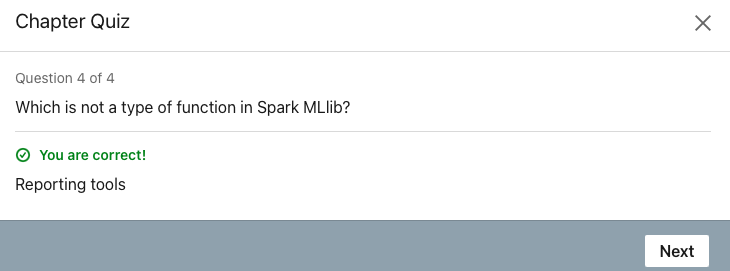 Chapter Quiz
Question 4 of 4
Which is not a type of function in Spark MLlib?
You are correct!
Reporting tools
Next